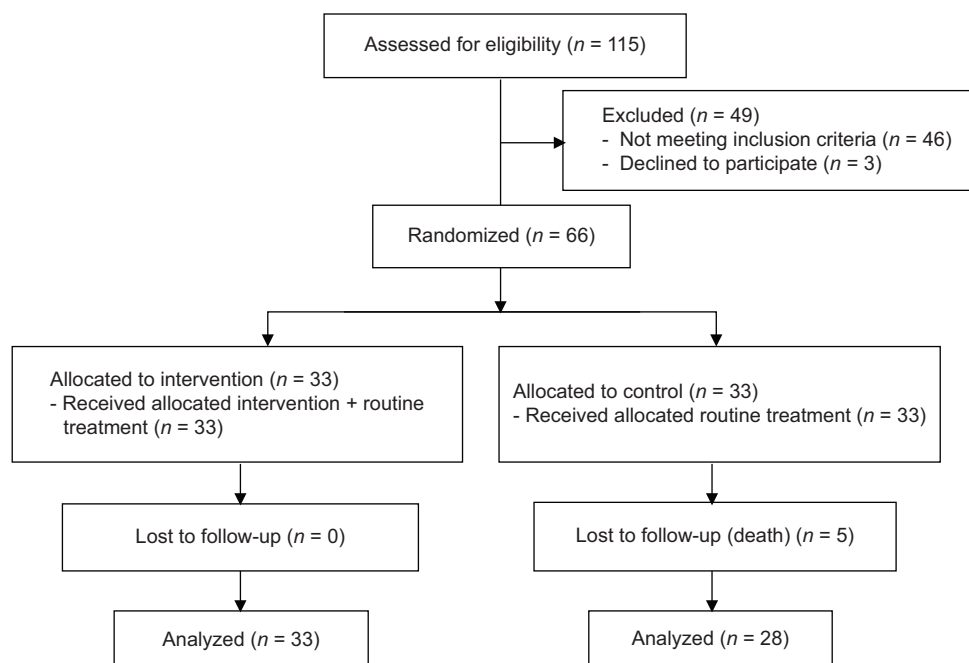 Assessed for eligibility (n = 115)
Excluded (n = 49)
- Not meeting inclusion criteria (n = 46)
- Declined to participate (n = 3)
Randomized (n = 66)
Allocated to intervention (n = 33)
- Received allocated intervention + routine
treatment (n = 33)
Allocated to control (n = 33)
- Received allocated routine treatment (n = 33)
Lost to follow-up (n = 0)
Lost to follow-up (death) (n = 5)
Analyzed (n = 33)
Analyzed (n = 28)